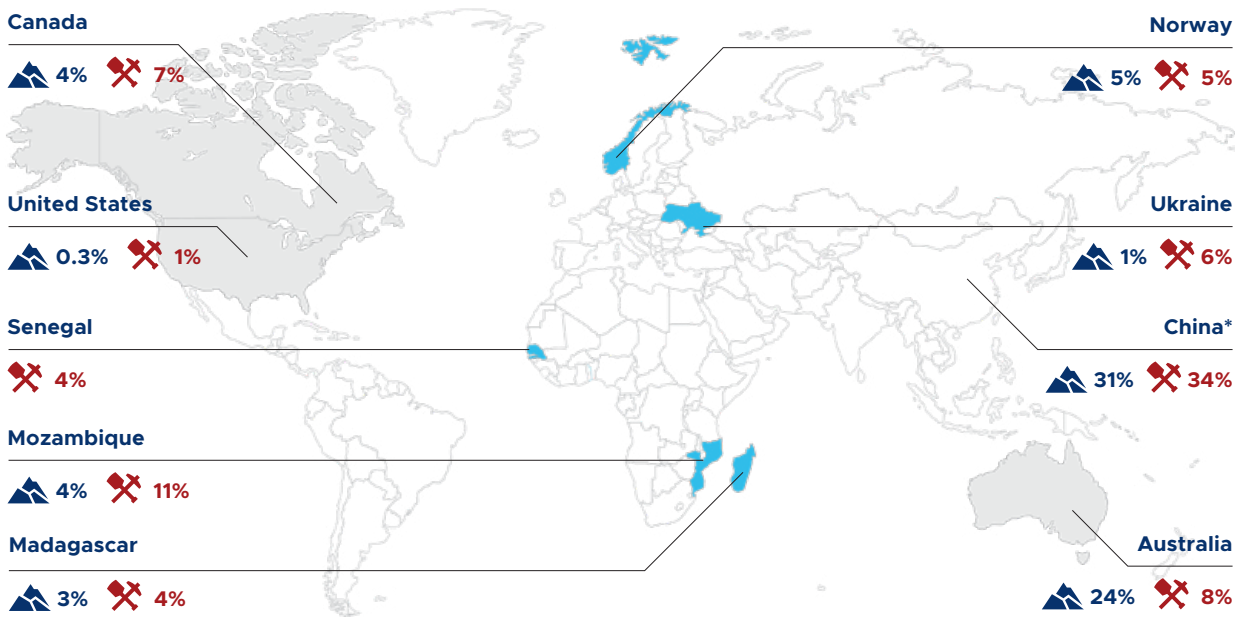 Canada
4% 7%
United States
0.3% 1%
Senegal
4%
Mozambique
4% 11%
Madagascar
3% 4%
Norway
5% 5%
Ukraine
1% 6%
China*
31% 34%
Australia
24% 8%